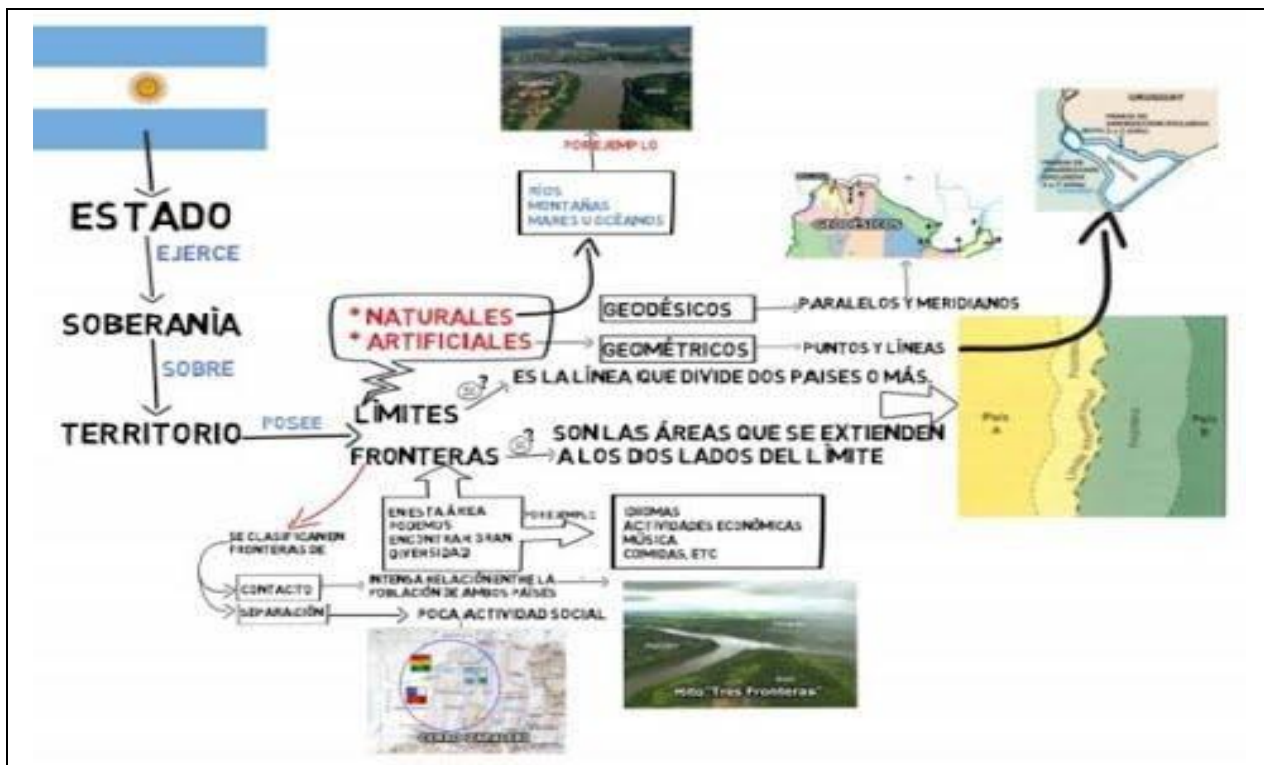 ESTADO
EJERCE
SOBERANÌA
SOBRE
TERRITORIO
POSEE
LÌMITES
?
ES LA LÌNEA QUE DIVIDE DOS PAISES O MÁS
* NATURALES
* ARTIFICIALES
RÍOS
MONTAÑAS
MARES U OCÉANOS
POR EJEMPLO
GEODÉSICOS
PARALELOS Y MERIDIANOS
GEODÉSICOS
GEOMÉTRICOS
PUNTOS Y LÍNEAS
URUGUAY
País
A
País
B
FRONTERAS
?
SON LAS ÁREAS QUE SE EXTIENDEN
A LOS DOS LADOS DEL LÌMITE
EN ESTA ÁREA
PODEMOS
ENCONTRAR GRAN
DIVERSIDAD
POR EJEMPLO
IDIOMAS
ACTIVIDADES ECONÓMICAS
MÚSICA
COMIDAS, ETC
SE CLASIFICAN EN
FRONTERAS DE
CONTACTO
INTENSA RELACIÓN ENTRE LA
POBLACIÓN DE AMBOS PAÍSES
SEPARACIÓN
POCA ACTIVIDAD SOCIAL
Hito "Tres Fronteras"